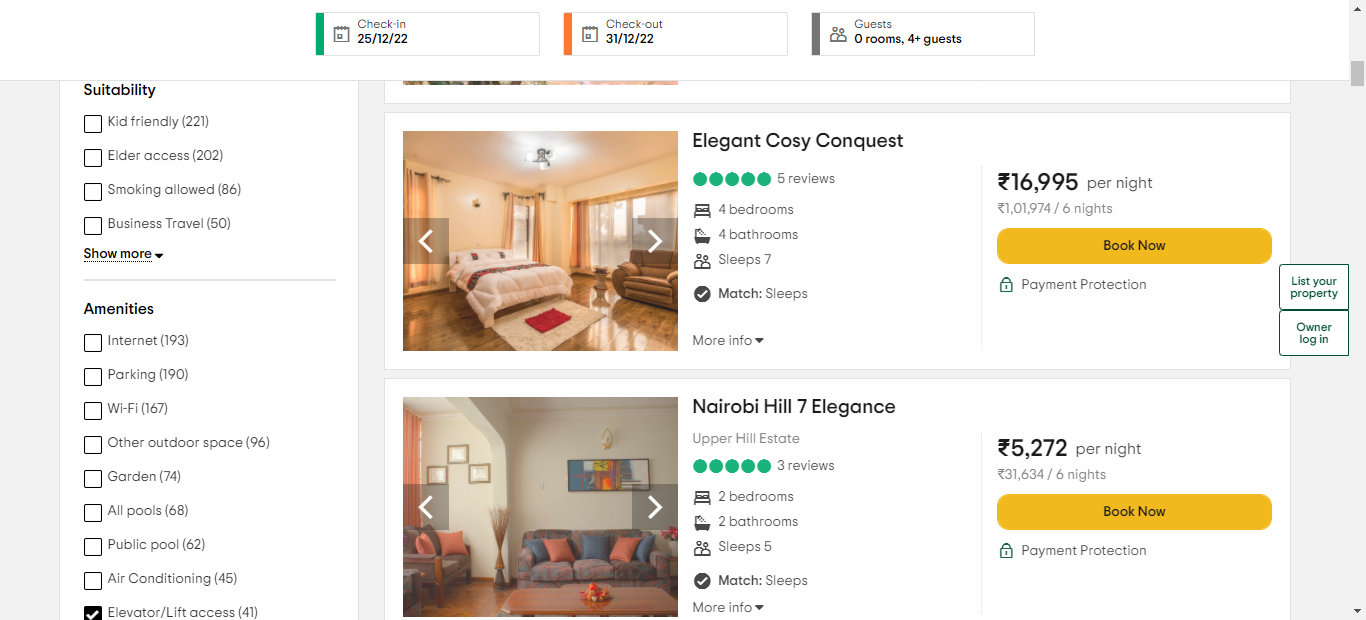 Check-in
25/12/22
Check-out
31/12/22
Guests
0 rooms, 4+ guests
Suitability
Kid friendly (221)
Elder access (202)
Smoking allowed (86)
Business Travel (50)
Show more
Amenities
Internet (193)
Parking (190)
Wi-Fi (167)
Other outdoor space (96)
Garden (74)
All pools (68)
Public pool (62)
Air Conditioning (45)
Elevator/Lift access (41)
Elegant Cosy Conquest
5 reviews
4 bedrooms
4 bathrooms
Sleeps 7
Match: Sleeps
More info
₹16,995 per night
₹1,01,974 / 6 nights
Book Now
Payment Protection
Nairobi Hill 7 Elegance
Upper Hill Estate
3 reviews
2 bedrooms
2 bathrooms
Sleeps 5
Match: Sleeps
More info
₹5,272 per night
₹31,634 / 6 nights
Book Now
Payment Protection
List your
property
Owner
log in